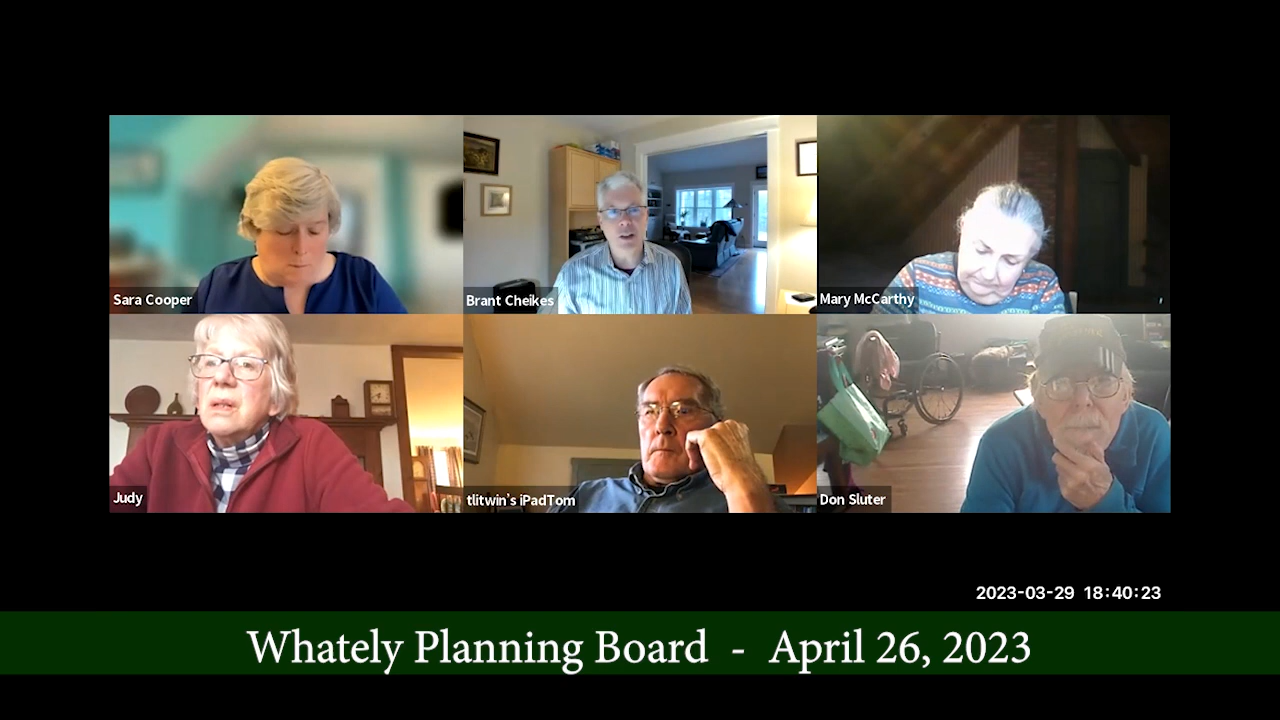 Sara Cooper
Brant Cheikes
Mary McCarthy
Judy
tlitwin's iPadTom
Don Sluter
2023-03-29 18:40:23
Whately Planning Board - April 26, 2023